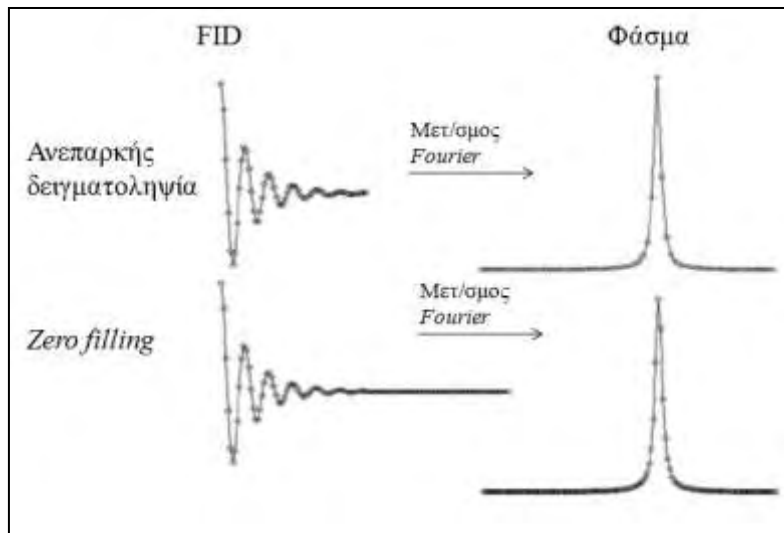 FID
Φάσμα
Ανεπαρκής
δειγματοληψία
Μετ/σμος
Fourier
Zero filling
Μετ/σμος
Fourier